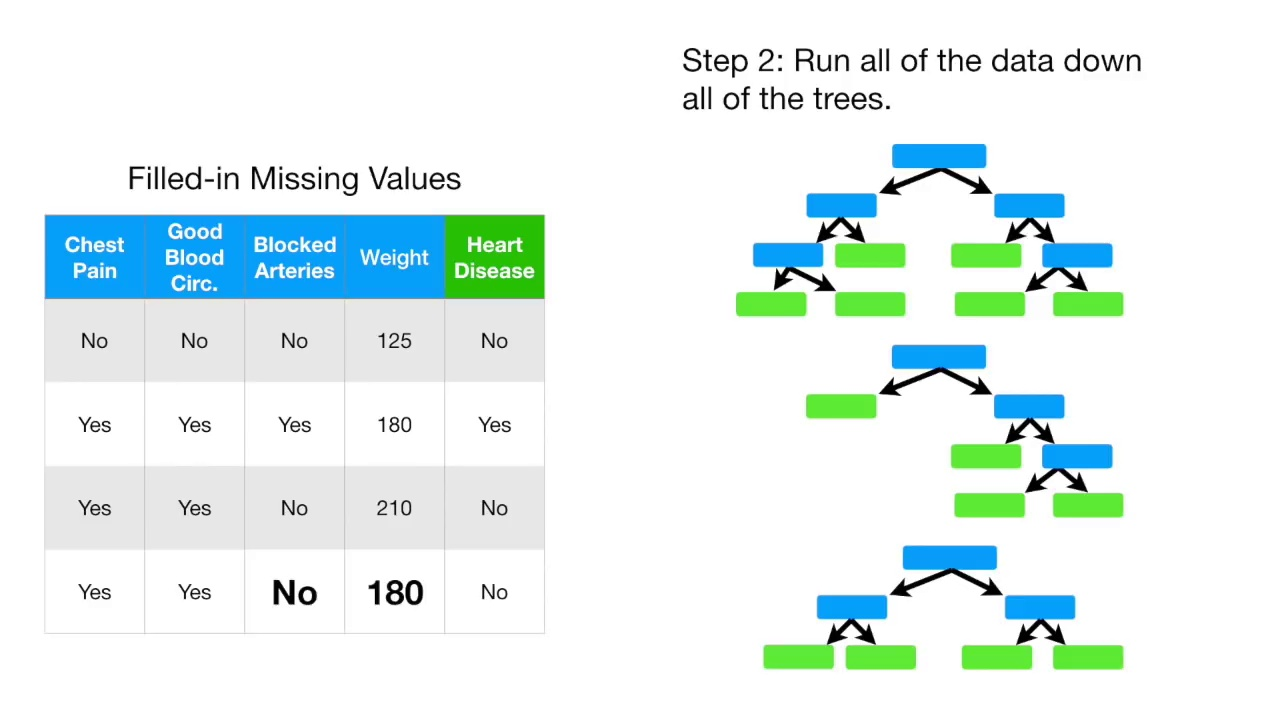 Step 2: Run all of the data down
all of the trees.
Filled-in Missing Values
Chest Pain Good Blood Circ. Blocked Arteries Weight Heart Disease
No No No 125 No
Yes Yes Yes 180 Yes
Yes Yes No 210 No
Yes Yes No 180 No